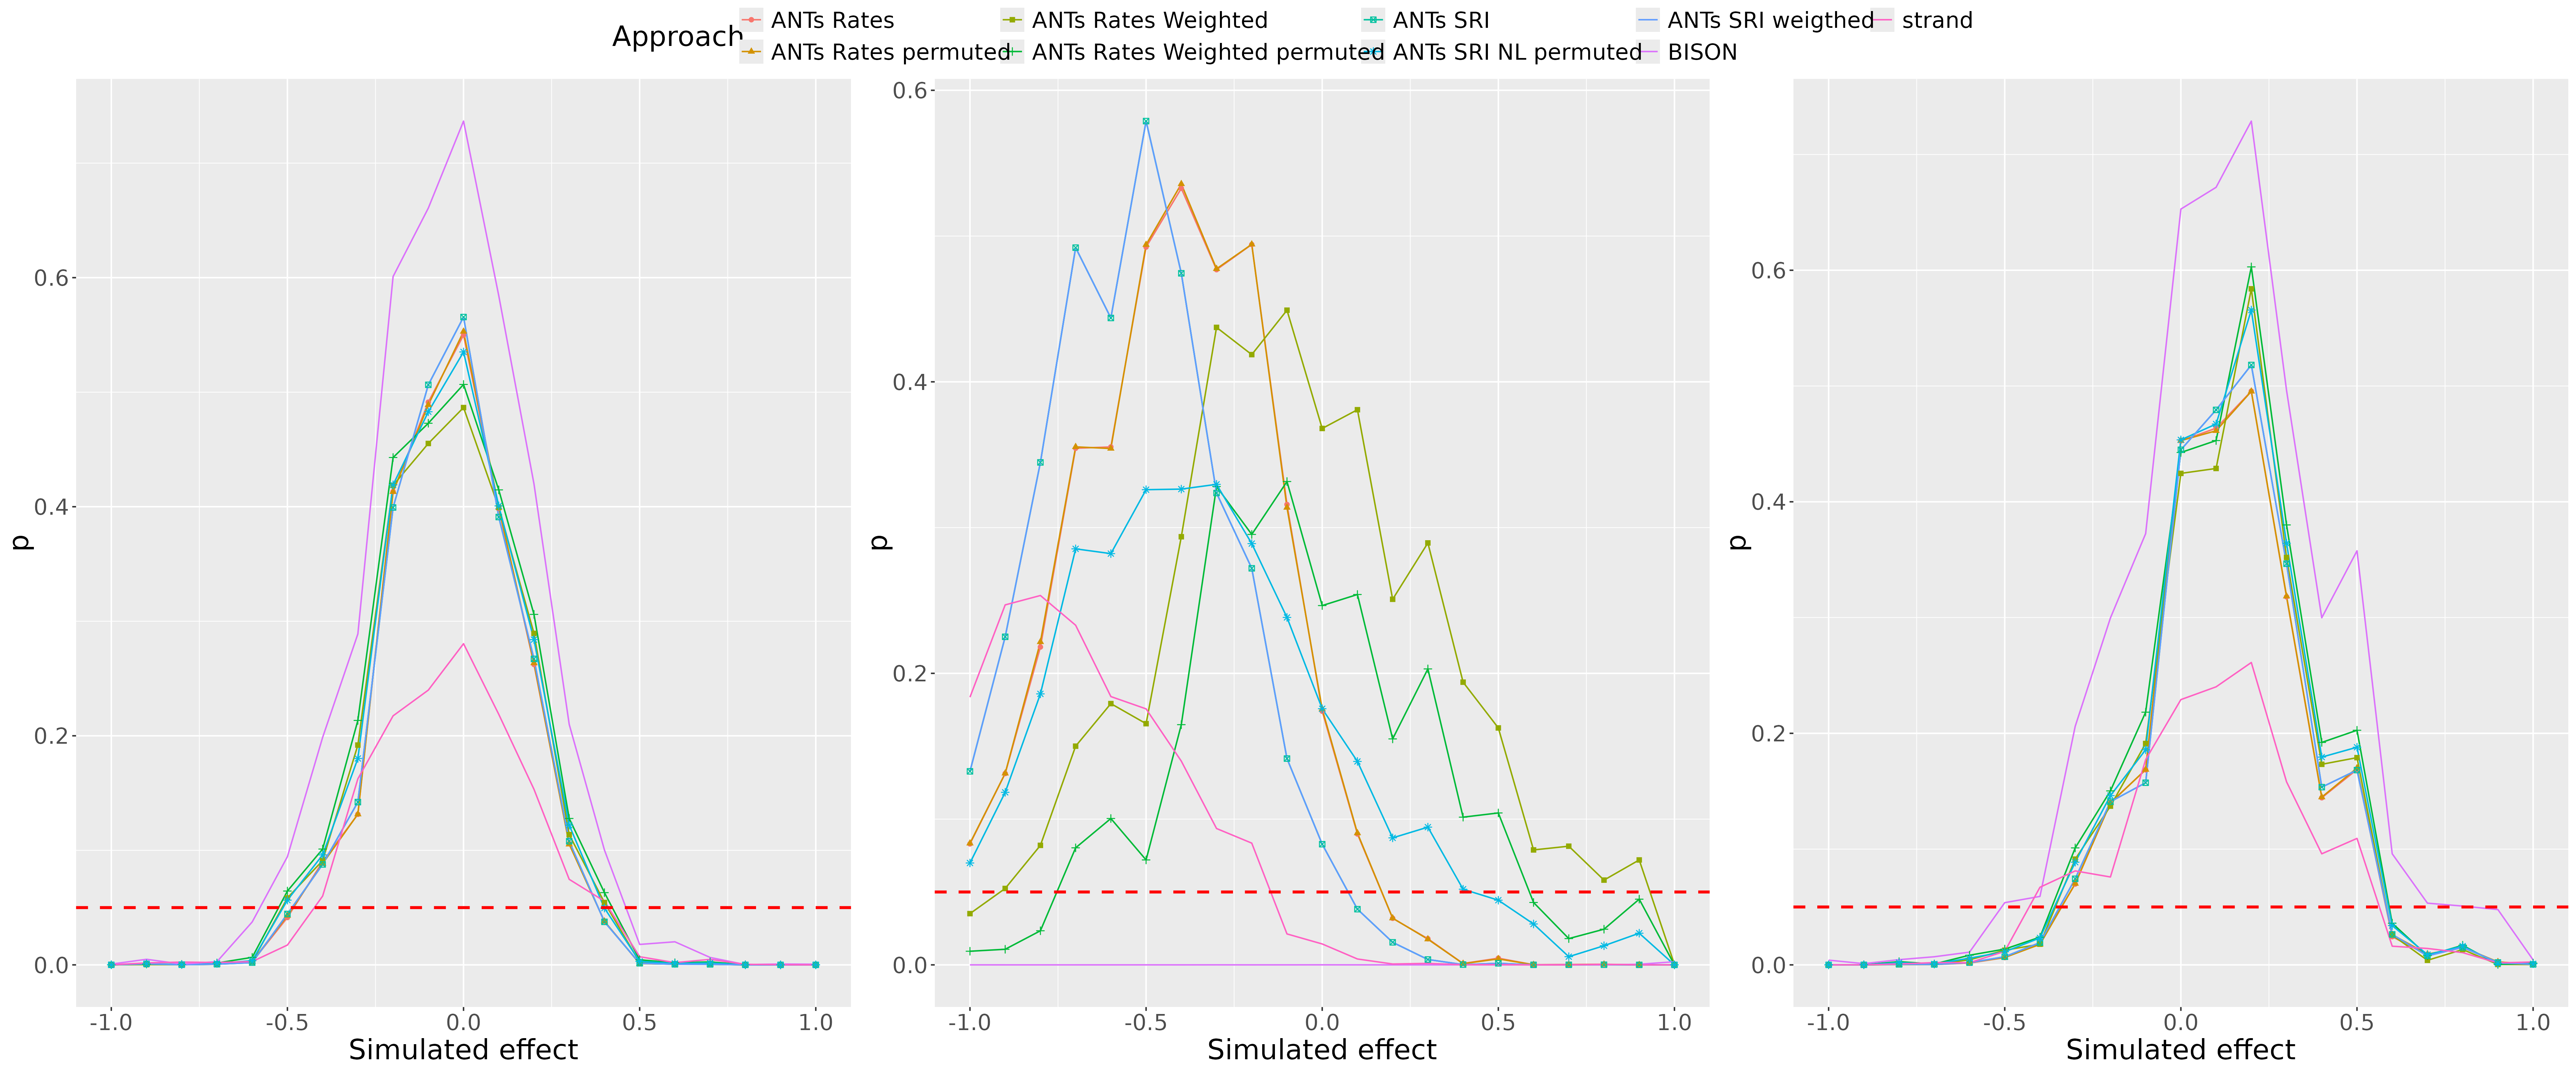 Approach
ANTs Rates ANTs Rates Weighted ANTs SRI ANTs SRI weigthed strand
ANTs Rates permuted ANTs Rates Weighted permuted ANTs SRI NL permuted BISON
0.6
0.4
0.2
0.0
p
-1.0 -0.5 0.0 0.5 1.0
Simulated effect
0.6
0.4
0.2
0.0
p
-1.0 -0.5 0.0 0.5 1.0
Simulated effect
0.6
0.4
0.2
0.0
p
-1.0 -0.5 0.0 0.5 1.0
Simulated effect